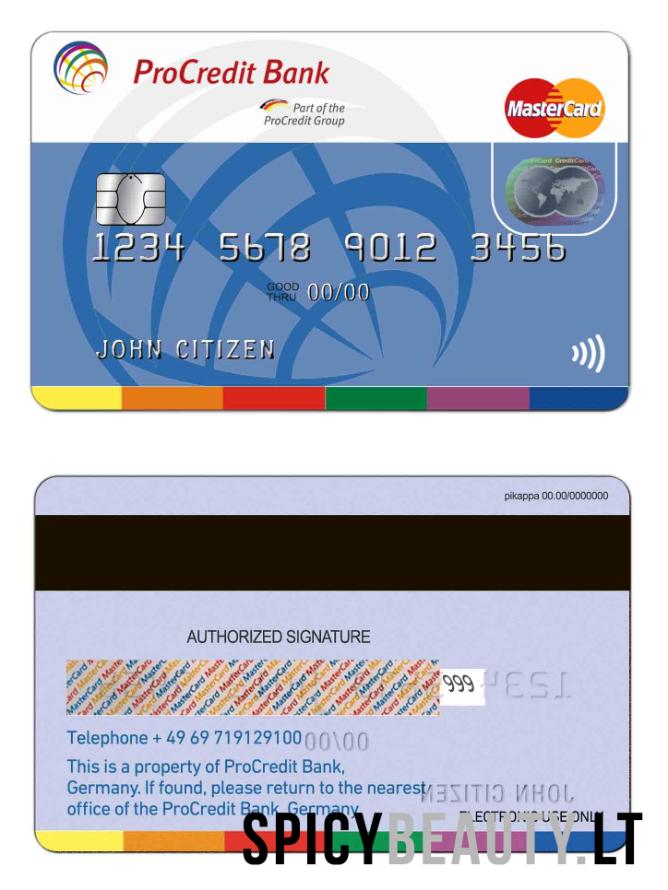 ProCredit Bank
Part of the
ProCredit Group
MasterCard
1234 5678 9012 3456
GOOD
THRU 00/00
JOHN CITIZEN
pikappa 00.00/0000000
AUTHORIZED SIGNATURE
999
Telephone + 49 69 719129100
00/00
This is a property of ProCredit Bank,
Germany. If found, please return to the nearest
office of the ProCredit Bank, Germany
JOHN CITIZEN
ELECTRONIC USE ONLY
SPICYBEAUTY.LT